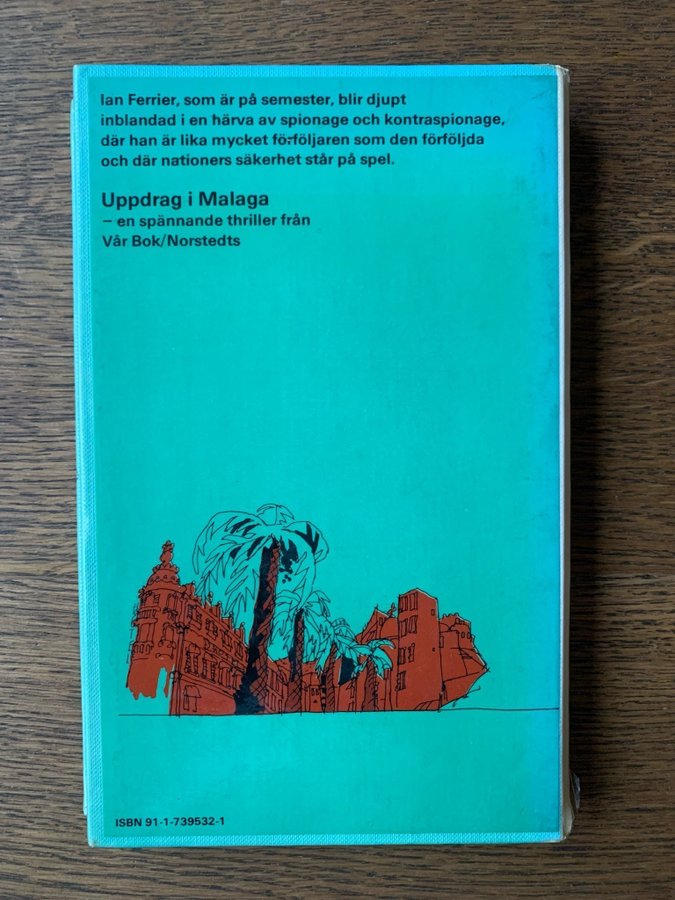 Ian Ferrier, som är på semester, blir djupt
inblandad i en härva av spionage och kontraspionage,
där han är lika mycket förföljaren som den förföljda
och där nationers säkerhet står på spel.
Uppdrag i Malaga
– en spännande thriller från
Vår Bok/Norstedts
ISBN 91-1-739532-1